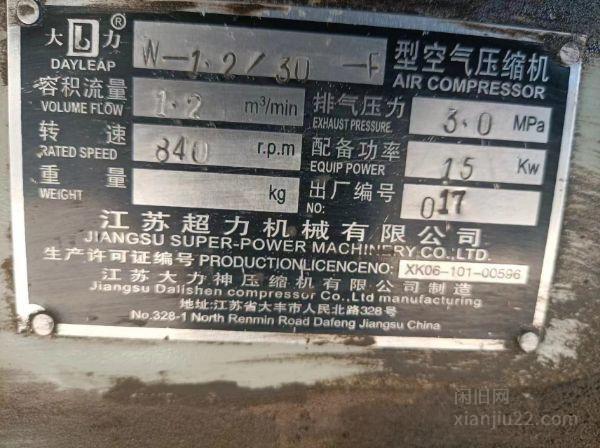 大力® W-1.2/30-F 型空气压缩机
DAYLEAP AIR COMPRESSOR
容积流量 1.2 m³/min 排气压力 3.0 MPa
VOLUME FLOW EXHAUST PRESSURE.
转速 840 r.p.m 配备功率 15 Kw
RATED SPEED EQUIP POWER
重量 kg 出厂编号 017
WEIGHT NO:
江苏超力机械有限公司
JIANGSU SUPER-POWER MACHINERY CO.,LTD.
生产许可证编号 PRODUCTIONLICENCENO: XK06-101-00596
江苏大力神压缩机有限公司制造
Jiangsu Dalishen compressor Co.,Ltd manufacturing
地址:江苏省大丰市人民北路328号
No.328-1 North Renmin Road Dafeng Jiangsu China
闲旧网
xianjiu22.com